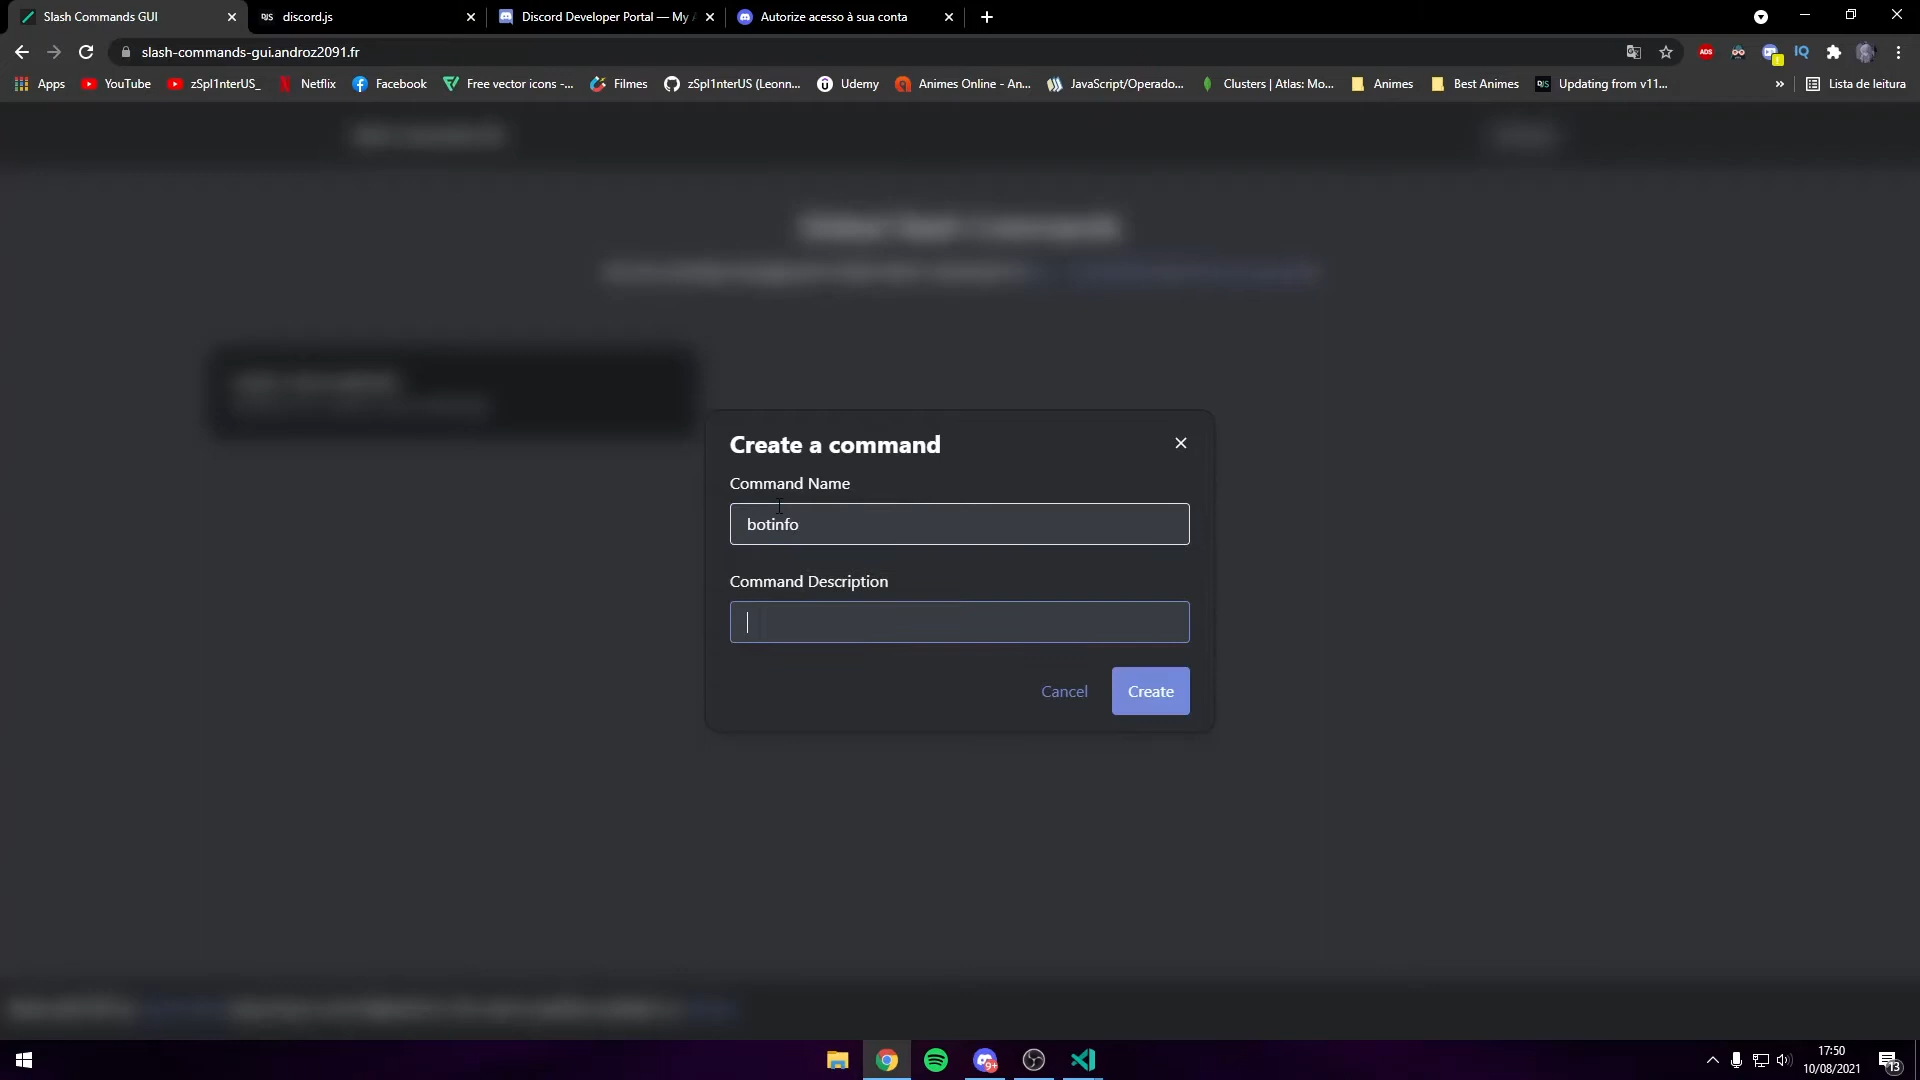 Slash Commands GUI
discord.js
Discord Developer Portal — My A
Autorize acesso à sua conta
slash-commands-gui.androz2091.fr
Apps
YouTube
zSpl1nterUS_
Netflix
Facebook
Free vector icons -...
Filmes
zSpl1nterUS (Leonn...
Udemy
Animes Online - An...
JavaScript/Operado...
Clusters | Atlas: Mo...
Animes
Best Animes
Updating from v11...
»
Lista de leitura
Create a command
Command Name
botinfo
Command Description
Cancel
Create
9+
17:50
10/08/2021
13